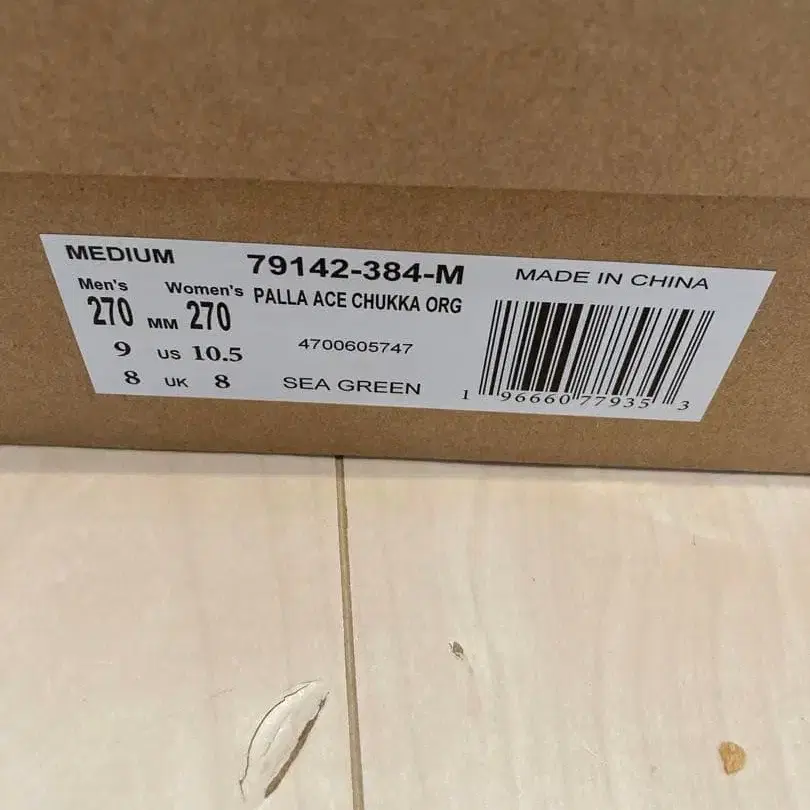 MEDIUM
79142-384-M
MADE IN CHINA
Men's
Women's
PALLA ACE CHUKKA ORG
270 MM 270
9 US 10.5
4700605747
8 UK 8
SEA GREEN
1 96660 77935 3